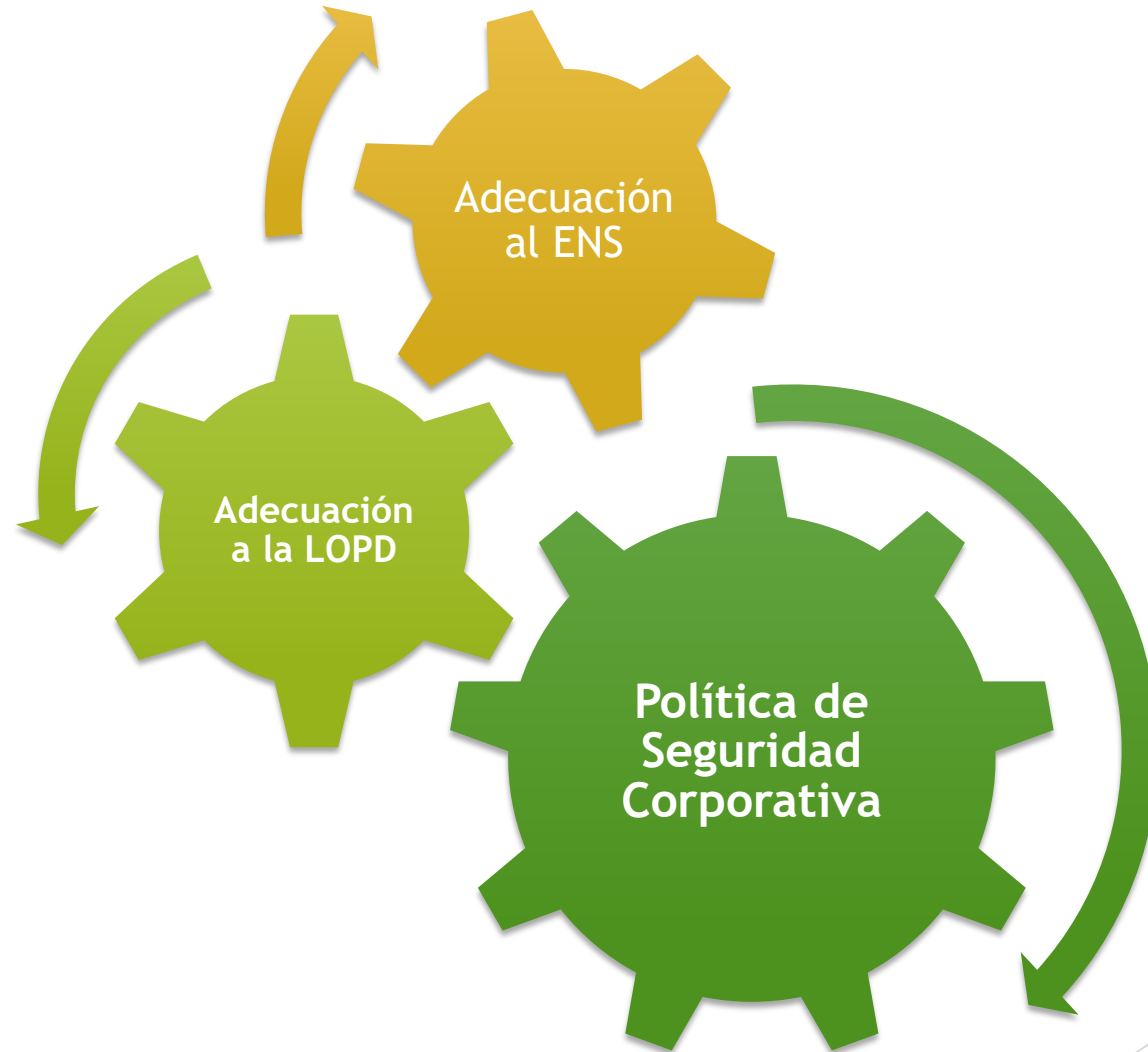 Adecuación
al ENS
Adecuación
a la LOPD
Política de
Seguridad
Corporativa